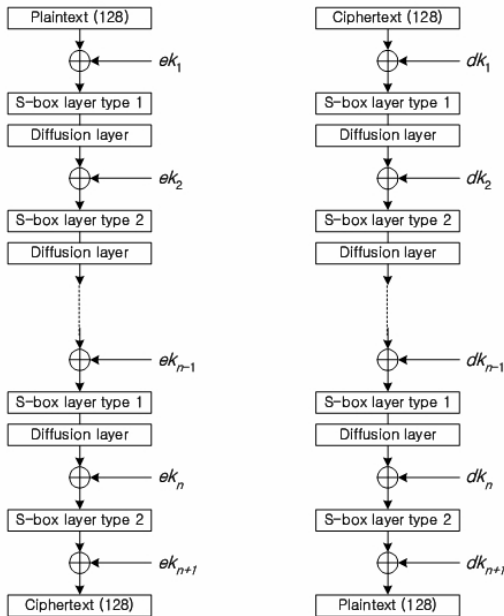 Plaintext (128)
ek1
S-box layer type 1
Diffusion layer
ek2
S-box layer type 2
Diffusion layer
ekn-1
S-box layer type 1
Diffusion layer
ekn
S-box layer type 2
ekn+1
Ciphertext (128)
Ciphertext (128)
dk1
S-box layer type 1
Diffusion layer
dk2
S-box layer type 2
Diffusion layer
dkn-1
S-box layer type 1
Diffusion layer
dkn
S-box layer type 2
dkn+1
Plaintext (128)